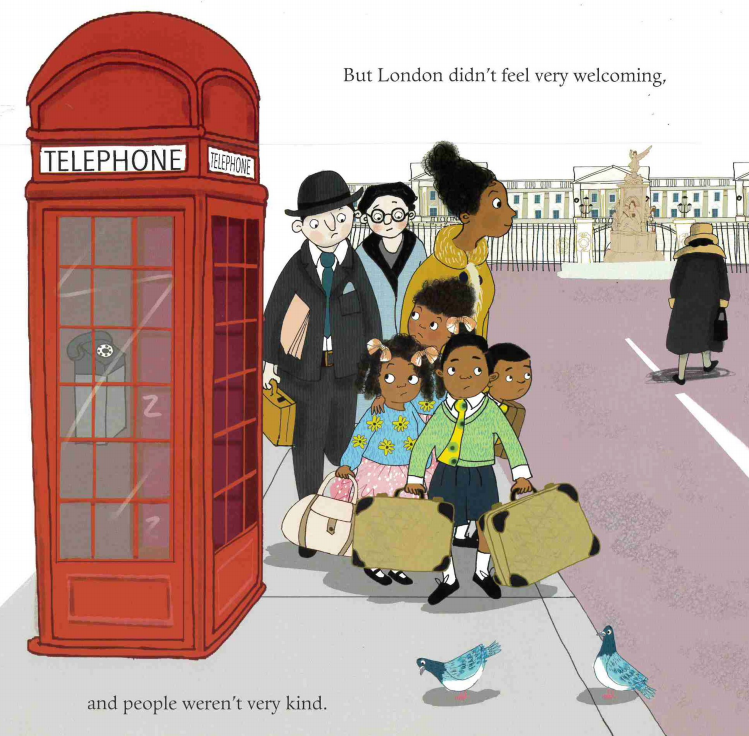 But London didn't feel very welcoming,
TELEPHONE
TELEPHONE
and people weren't very kind.